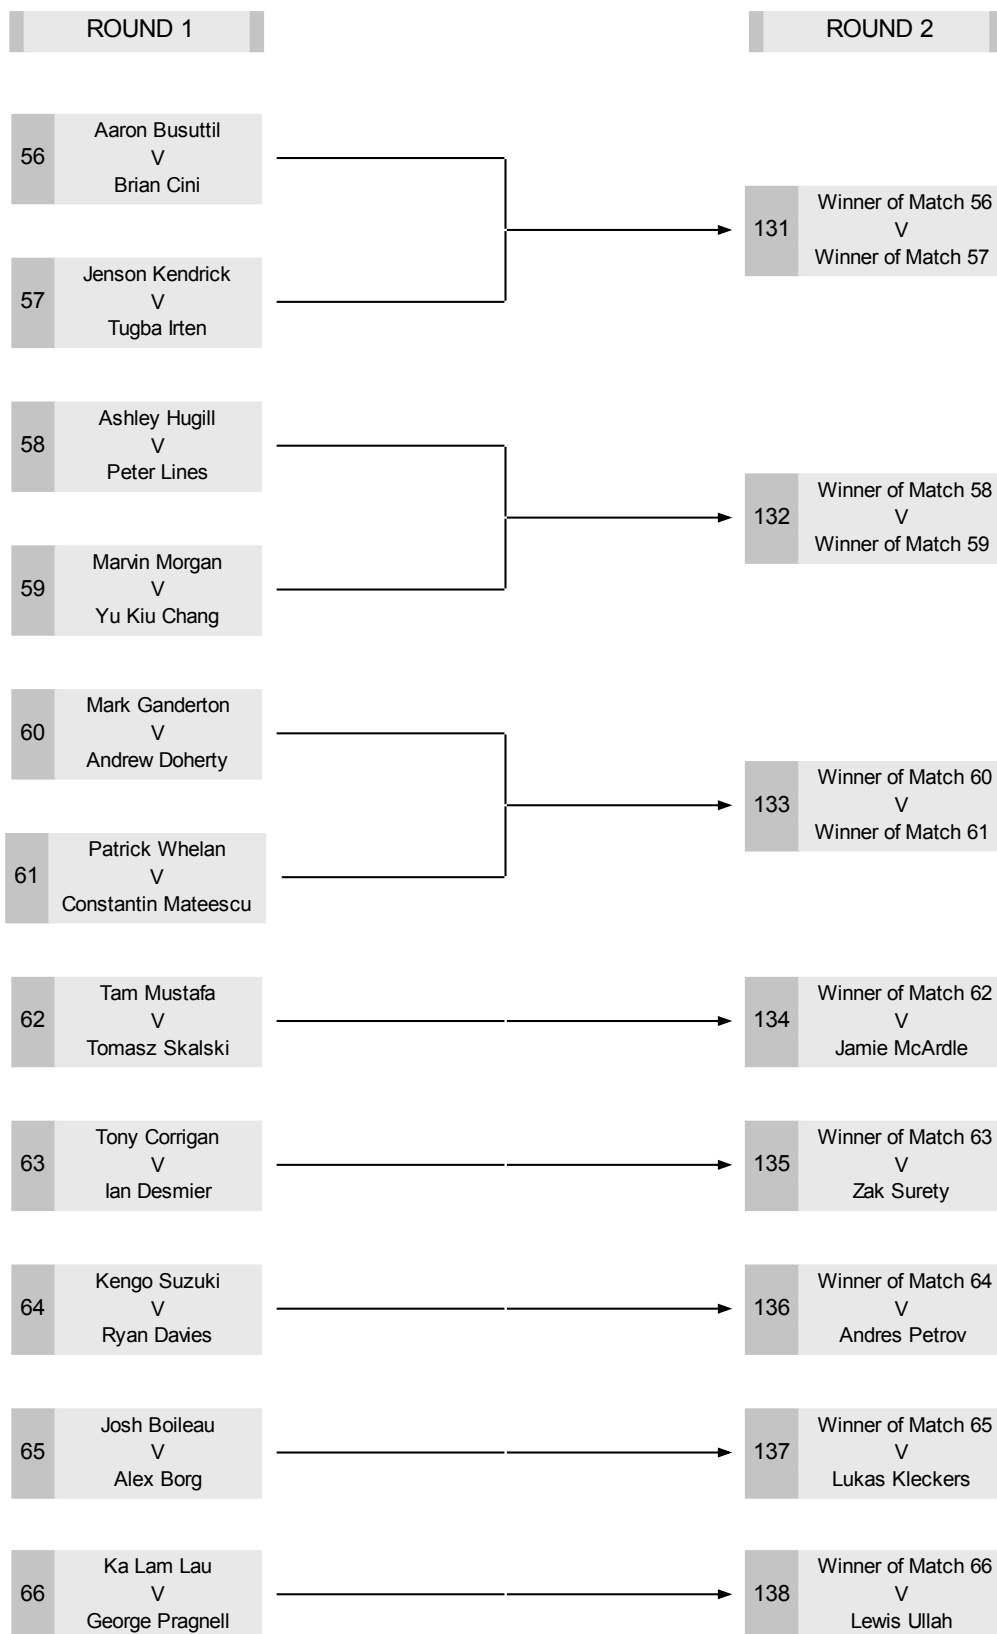 ROUND 1
ROUND 2
56
Aaron Busuttil
V
Brian Cini
131
Winner of Match 56
V
Winner of Match 57
57
Jenson Kendrick
V
Tugba Irten
58
Ashley Hugill
V
Peter Lines
132
Winner of Match 58
V
Winner of Match 59
59
Marvin Morgan
V
Yu Kiu Chang
60
Mark Ganderton
V
Andrew Doherty
133
Winner of Match 60
V
Winner of Match 61
61
Patrick Whelan
V
Constantin Mateescu
62
Tam Mustafa
V
Tomasz Skalski
134
Winner of Match 62
V
Jamie McArdle
63
Tony Corrigan
V
Ian Desmier
135
Winner of Match 63
V
Zak Surety
64
Kengo Suzuki
V
Ryan Davies
136
Winner of Match 64
V
Andres Petrov
65
Josh Boileau
V
Alex Borg
137
Winner of Match 65
V
Lukas Kleckers
66
Ka Lam Lau
V
George Pragnell
138
Winner of Match 66
V
Lewis Ullah